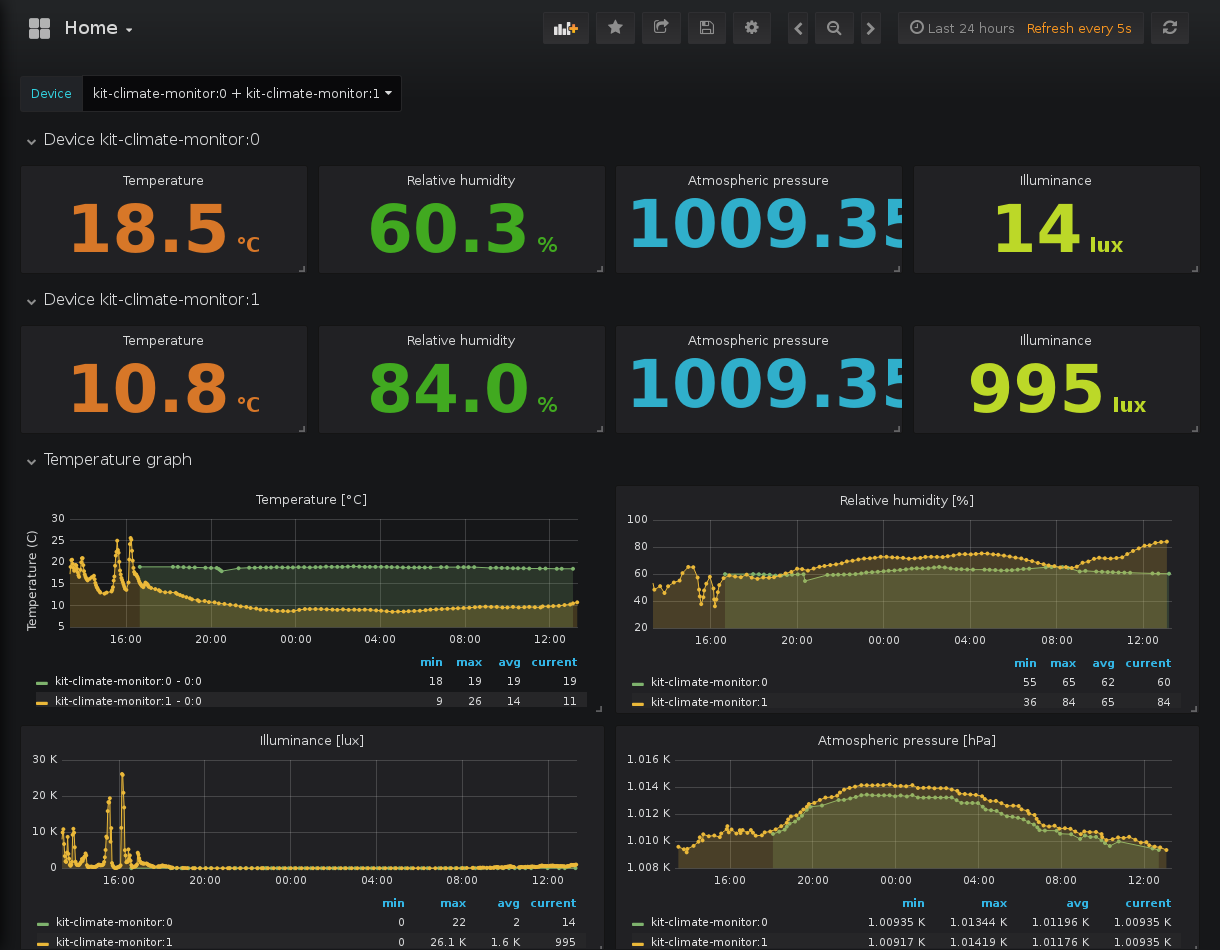 Home
Last 24 hours Refresh every 5s
Device kit-climate-monitor:0 + kit-climate-monitor:1
Device kit-climate-monitor:0
Temperature Relative humidity Atmospheric pressure Illuminance
18.5 °C 60.3 % 1009.35 14 lux
Device kit-climate-monitor:1
Temperature Relative humidity Atmospheric pressure Illuminance
10.8 °C 84.0 % 1009.35 995 lux
Temperature graph
Temperature [°C]
Temperature (C)
30
25
20
15
10
5
16:00 20:00 00:00 04:00 08:00 12:00
min max avg current
kit-climate-monitor:0 - 0:0 18 19 19 19
kit-climate-monitor:1 - 0:0 9 26 14 11
Relative humidity [%]
100
80
60
40
20
16:00 20:00 00:00 04:00 08:00 12:00
min max avg current
kit-climate-monitor:0 55 65 62 60
kit-climate-monitor:1 36 84 65 84
Illuminance [lux]
30 K
20 K
10 K
0
16:00 20:00 00:00 04:00 08:00 12:00
min max avg current
kit-climate-monitor:0 0 22 2 14
kit-climate-monitor:1 0 26.1 K 1.6 K 995
Atmospheric pressure [hPa]
1.016 K
1.014 K
1.012 K
1.010 K
1.008 K
16:00 20:00 00:00 04:00 08:00 12:00
min max avg current
kit-climate-monitor:0 1.00935 K 1.01344 K 1.01196 K 1.00935 K
kit-climate-monitor:1 1.00917 K 1.01419 K 1.01176 K 1.00935 K